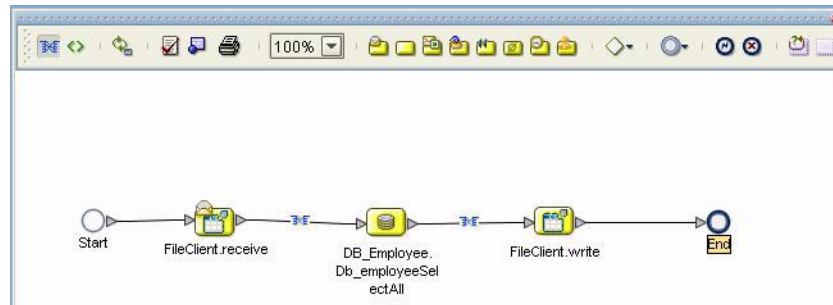 100%
Start
FileClient.receive
DB_Employee.
Db_employeeSel
ectAll
FileClient.write
End